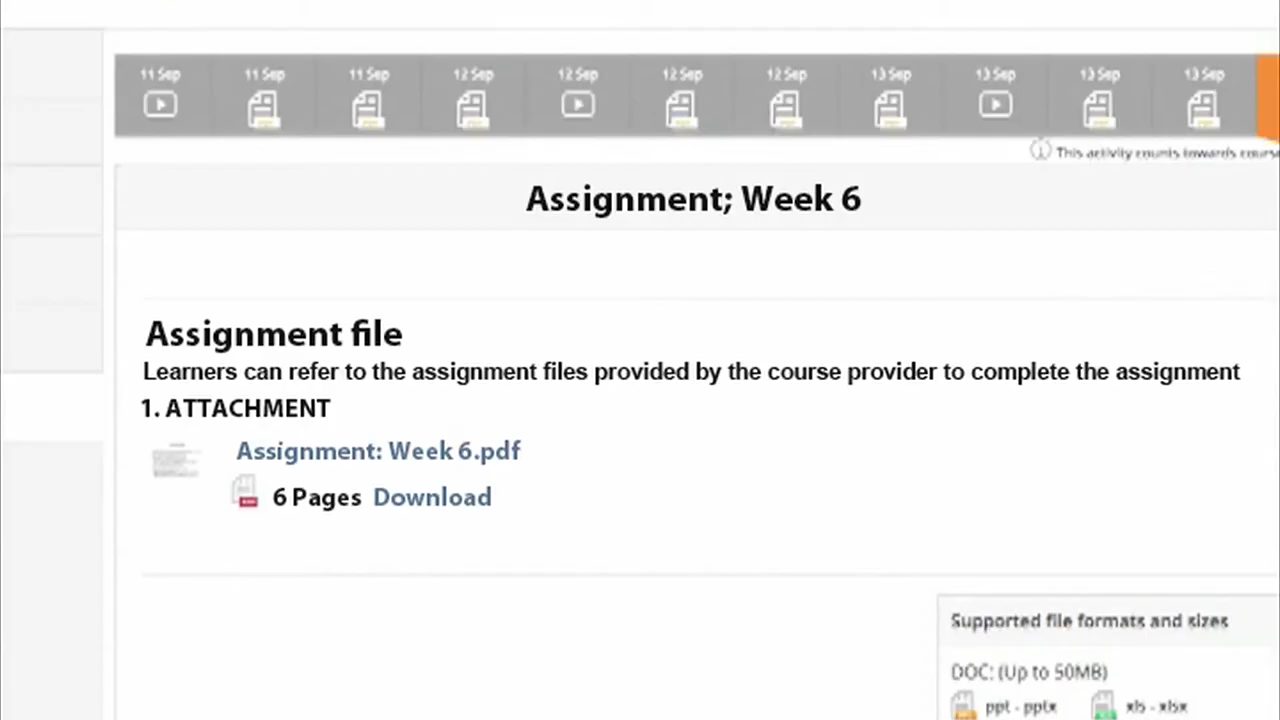 11 Sep 11 Sep 11 Sep 12 Sep 12 Sep 12 Sep 12 Sep 13 Sep 13 Sep 13 Sep 13 Sep
This activity counts towards course
Assignment; Week 6
Assignment file
Learners can refer to the assignment files provided by the course provider to complete the assignment
1. ATTACHMENT
Assignment: Week 6.pdf
6 Pages Download
Supported file formats and sizes
DOC: (Up to 50MB)
ppt - pptx xls - xlsx